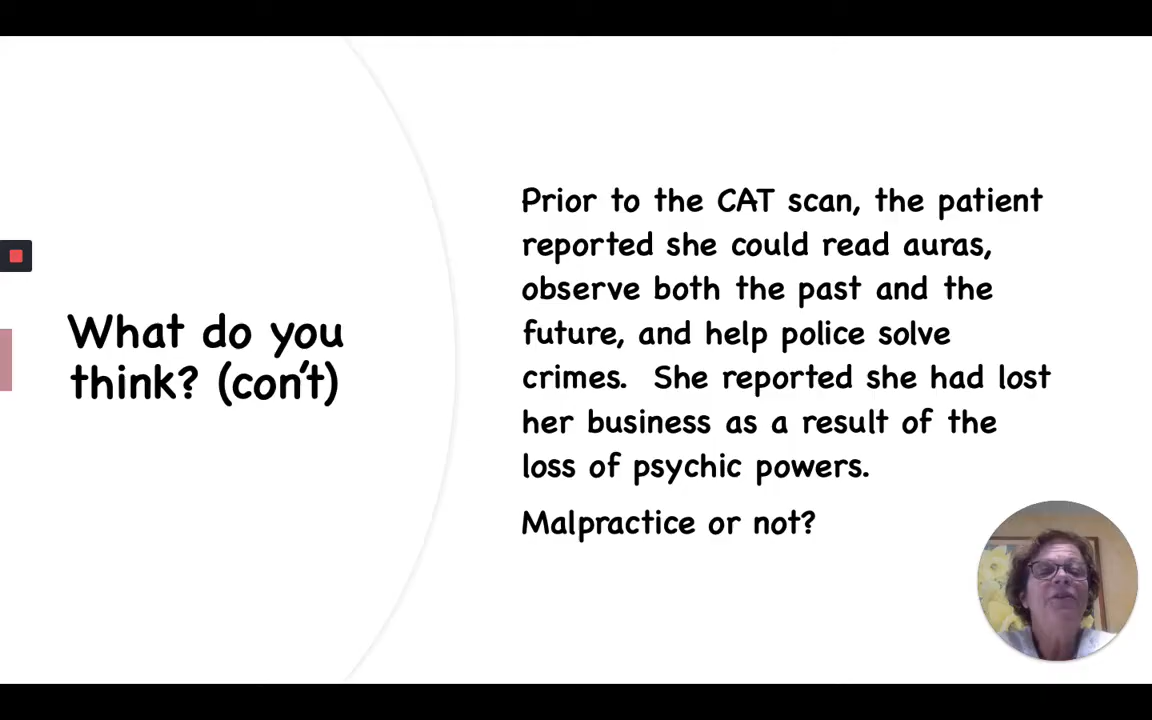 What do you
think? (con't)
Prior to the CAT scan, the patient
reported she could read auras,
observe both the past and the
future, and help police solve
crimes.  She reported she had lost
her business as a result of the
loss of psychic powers.
Malpractice or not?